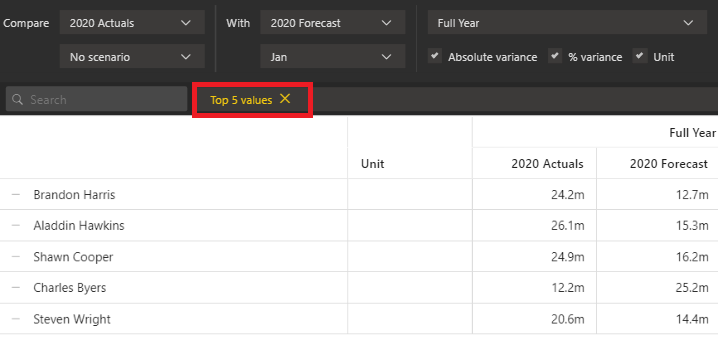 Compare 2020 Actuals With 2020 Forecast Full Year
No scenario Jan Absolute variance % variance Unit
Search Top 5 values
Full Year
Unit 2020 Actuals 2020 Forecast
Brandon Harris 24.2m 12.7m
Aladdin Hawkins 26.1m 15.3m
Shawn Cooper 24.9m 16.2m
Charles Byers 12.2m 25.2m
Steven Wright 20.6m 14.4m